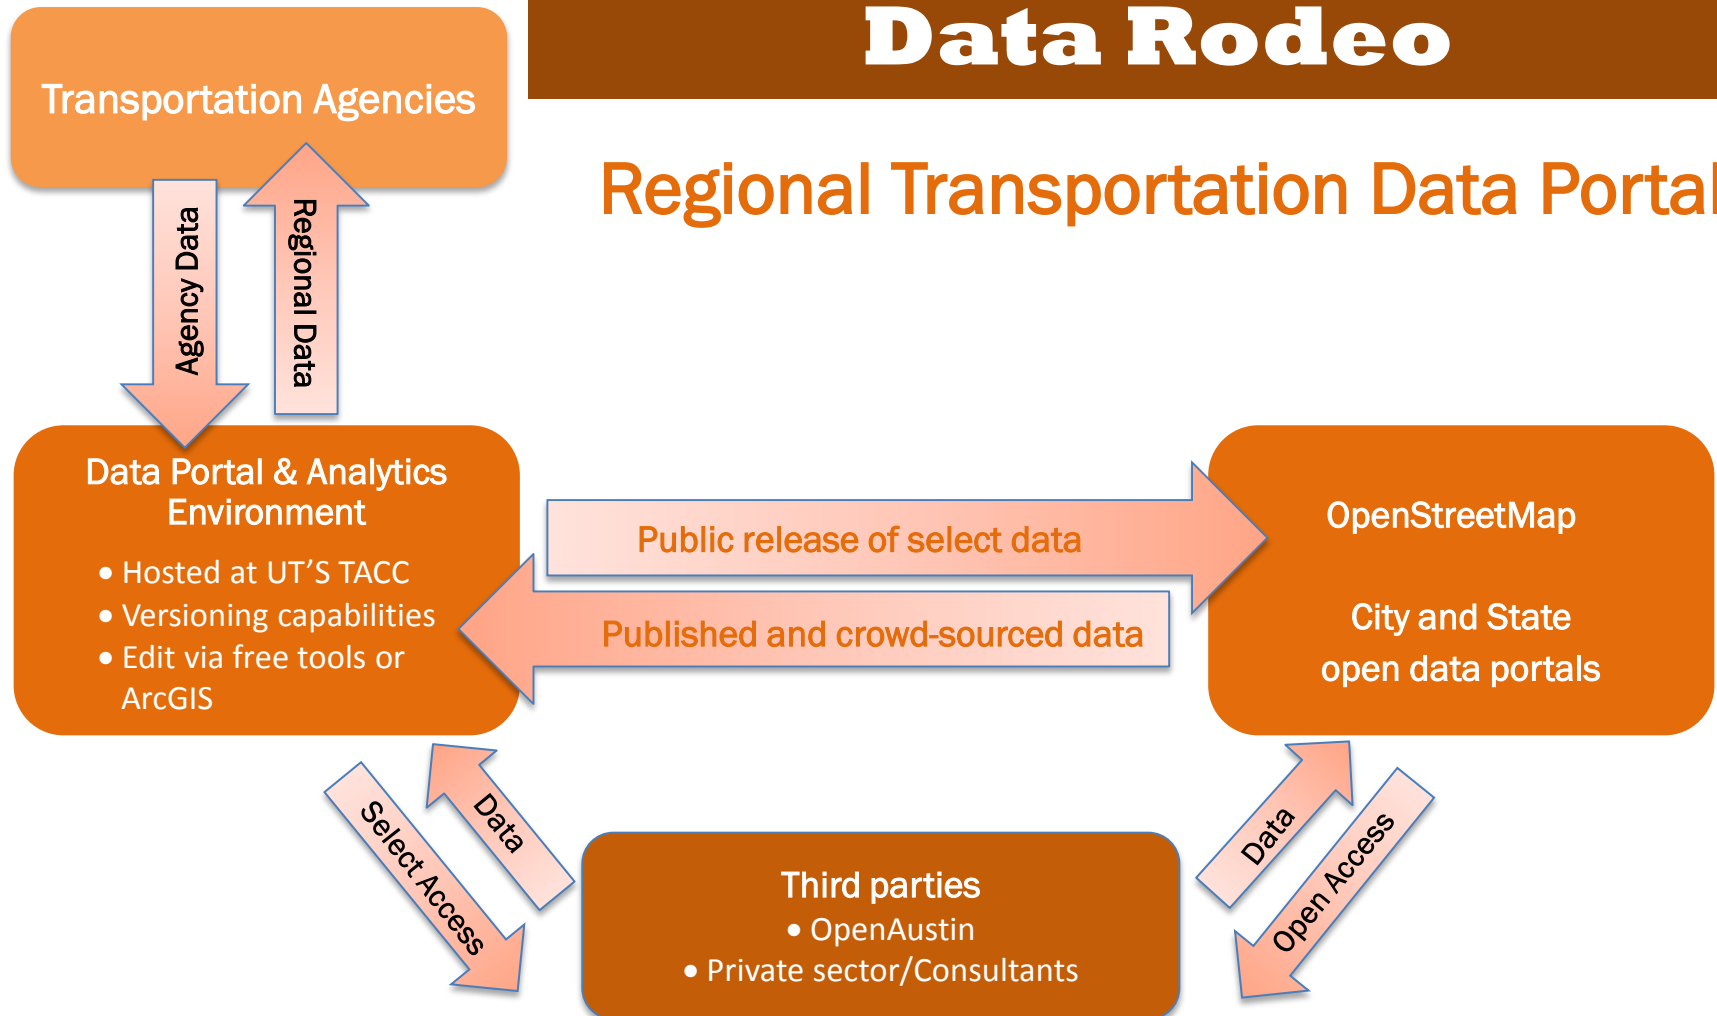 Data Rodeo
Transportation Agencies
Regional Transportation Data Portal
Agency Data
Regional Data
Data Portal & Analytics
Environment
• Hosted at UT’S TACC
• Versioning capabilities
• Edit via free tools or
ArcGIS
Public release of select data
Published and crowd-sourced data
OpenStreetMap
City and State
open data portals
Select Access
Data
Data
Open Access
Third parties
• OpenAustin
• Private sector/Consultants